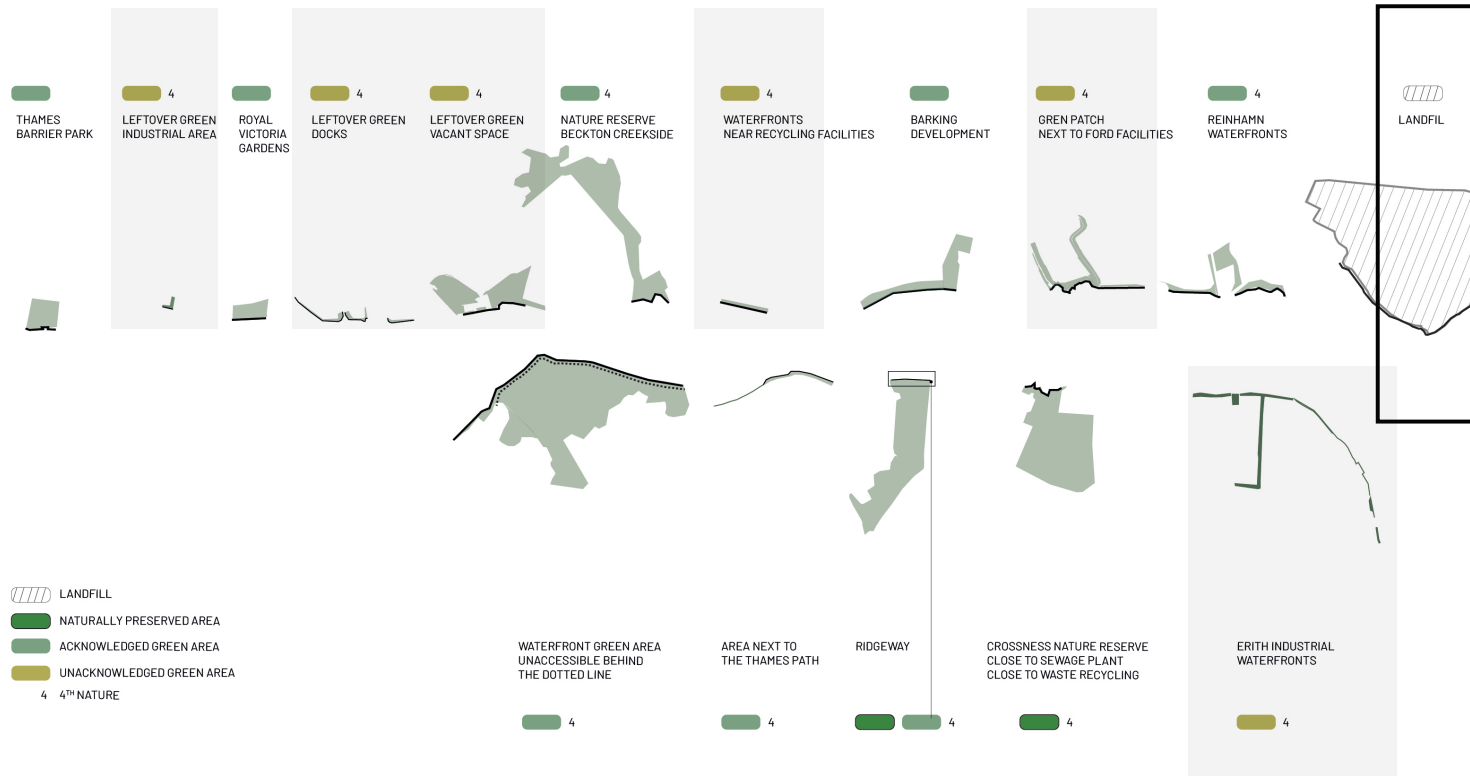 4
4
4
4
4
4
4
THAMES
BARRIER PARK
LEFTOVER GREEN
INDUSTRIAL AREA
ROYAL
VICTORIA
GARDENS
LEFTOVER GREEN
DOCKS
LEFTOVER GREEN
VACANT SPACE
NATURE RESERVE
BECKTON CREEKSIDE
WATERFRONTS
NEAR RECYCLING FACILITIES
BARKING
DEVELOPMENT
GREN PATCH
NEXT TO FORD FACILITIES
REINHAMN
WATERFRONTS
LANDFIL
LANDFILL
NATURALLY PRESERVED AREA
ACKNOWLEDGED GREEN AREA
UNACKNOWLEDGED GREEN AREA
4 4TH NATURE
WATERFRONT GREEN AREA
UNACCESSIBLE BEHIND
THE DOTTED LINE
AREA NEXT TO
THE THAMES PATH
RIDGEWAY
CROSSNESS NATURE RESERVE
CLOSE TO SEWAGE PLANT
CLOSE TO WASTE RECYCLING
ERITH INDUSTRIAL
WATERFRONTS
4
4
4
4
4